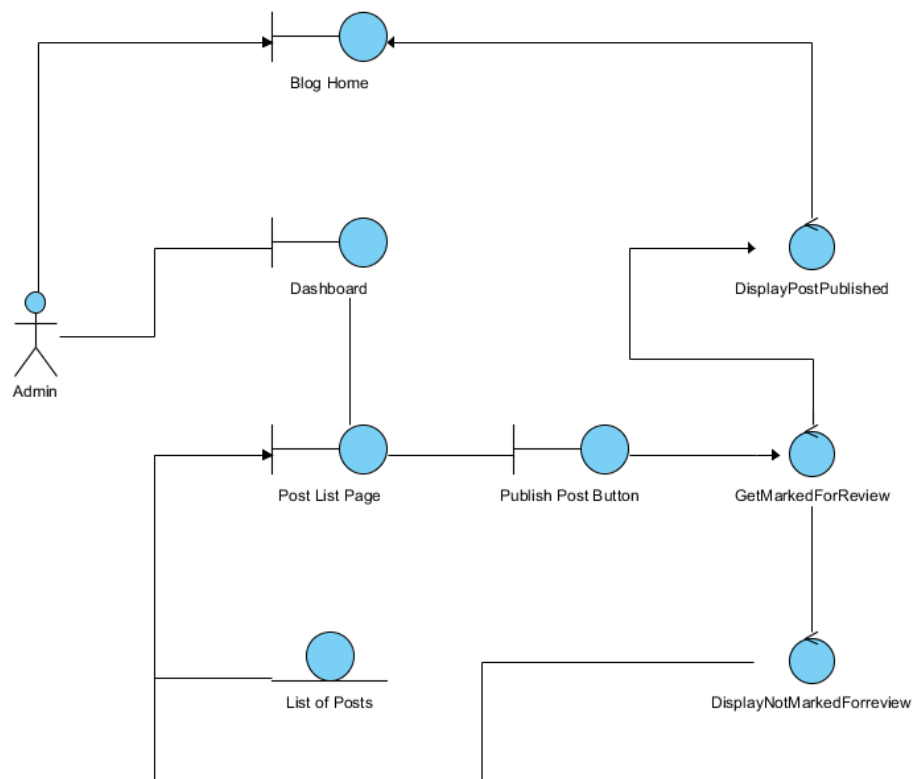 Blog Home
Dashboard
DisplayPostPublished
Admin
Post List Page
Publish Post Button
GetMarkedForReview
List of Posts
DisplayNotMarkedForreview